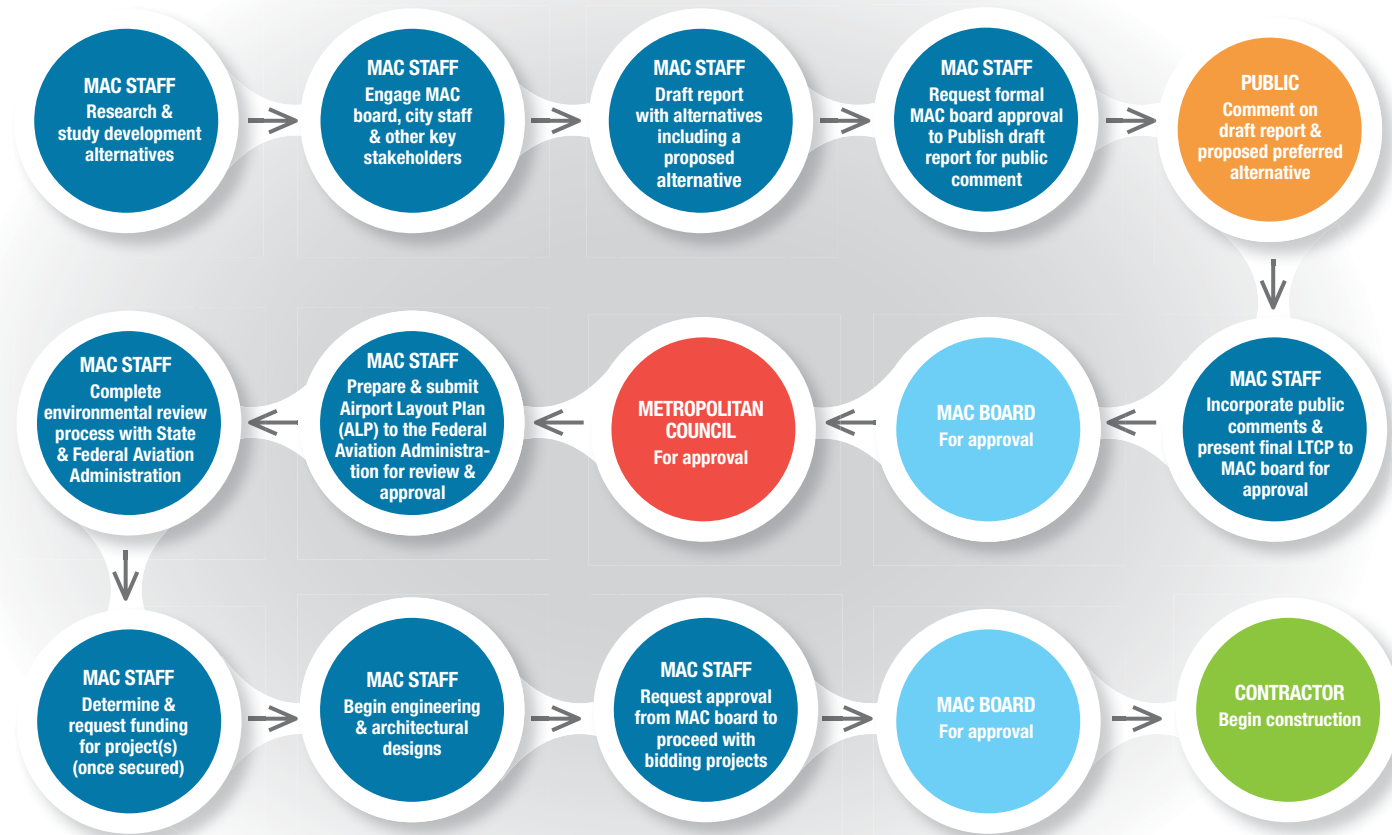 MAC STAFF
Research &
study development
alternatives
MAC STAFF
Engage MAC
board, city staff
& other key
stakeholders
MAC STAFF
Draft report
with alternatives
including a
proposed
alternative
MAC STAFF
Request formal
MAC board approval
to Publish draft
report for public
comment
PUBLIC
Comment on
draft report &
proposed preferred
alternative
MAC STAFF
Incorporate public
comments &
present final LTCP to
MAC board for
approval
MAC BOARD
For approval
METROPOLITAN
COUNCIL
For approval
MAC STAFF
Prepare & submit
Airport Layout Plan
(ALP) to the Federal
Aviation Administra-
tion for review &
approval
MAC STAFF
Complete
environmental review
process with State
& Federal Aviation
Administration
MAC STAFF
Determine &
request funding
for project(s)
(once secured)
MAC STAFF
Begin engineering
& architectural
designs
MAC STAFF
Request approval
from MAC board to
proceed with
bidding projects
MAC BOARD
For approval
CONTRACTOR
Begin construction